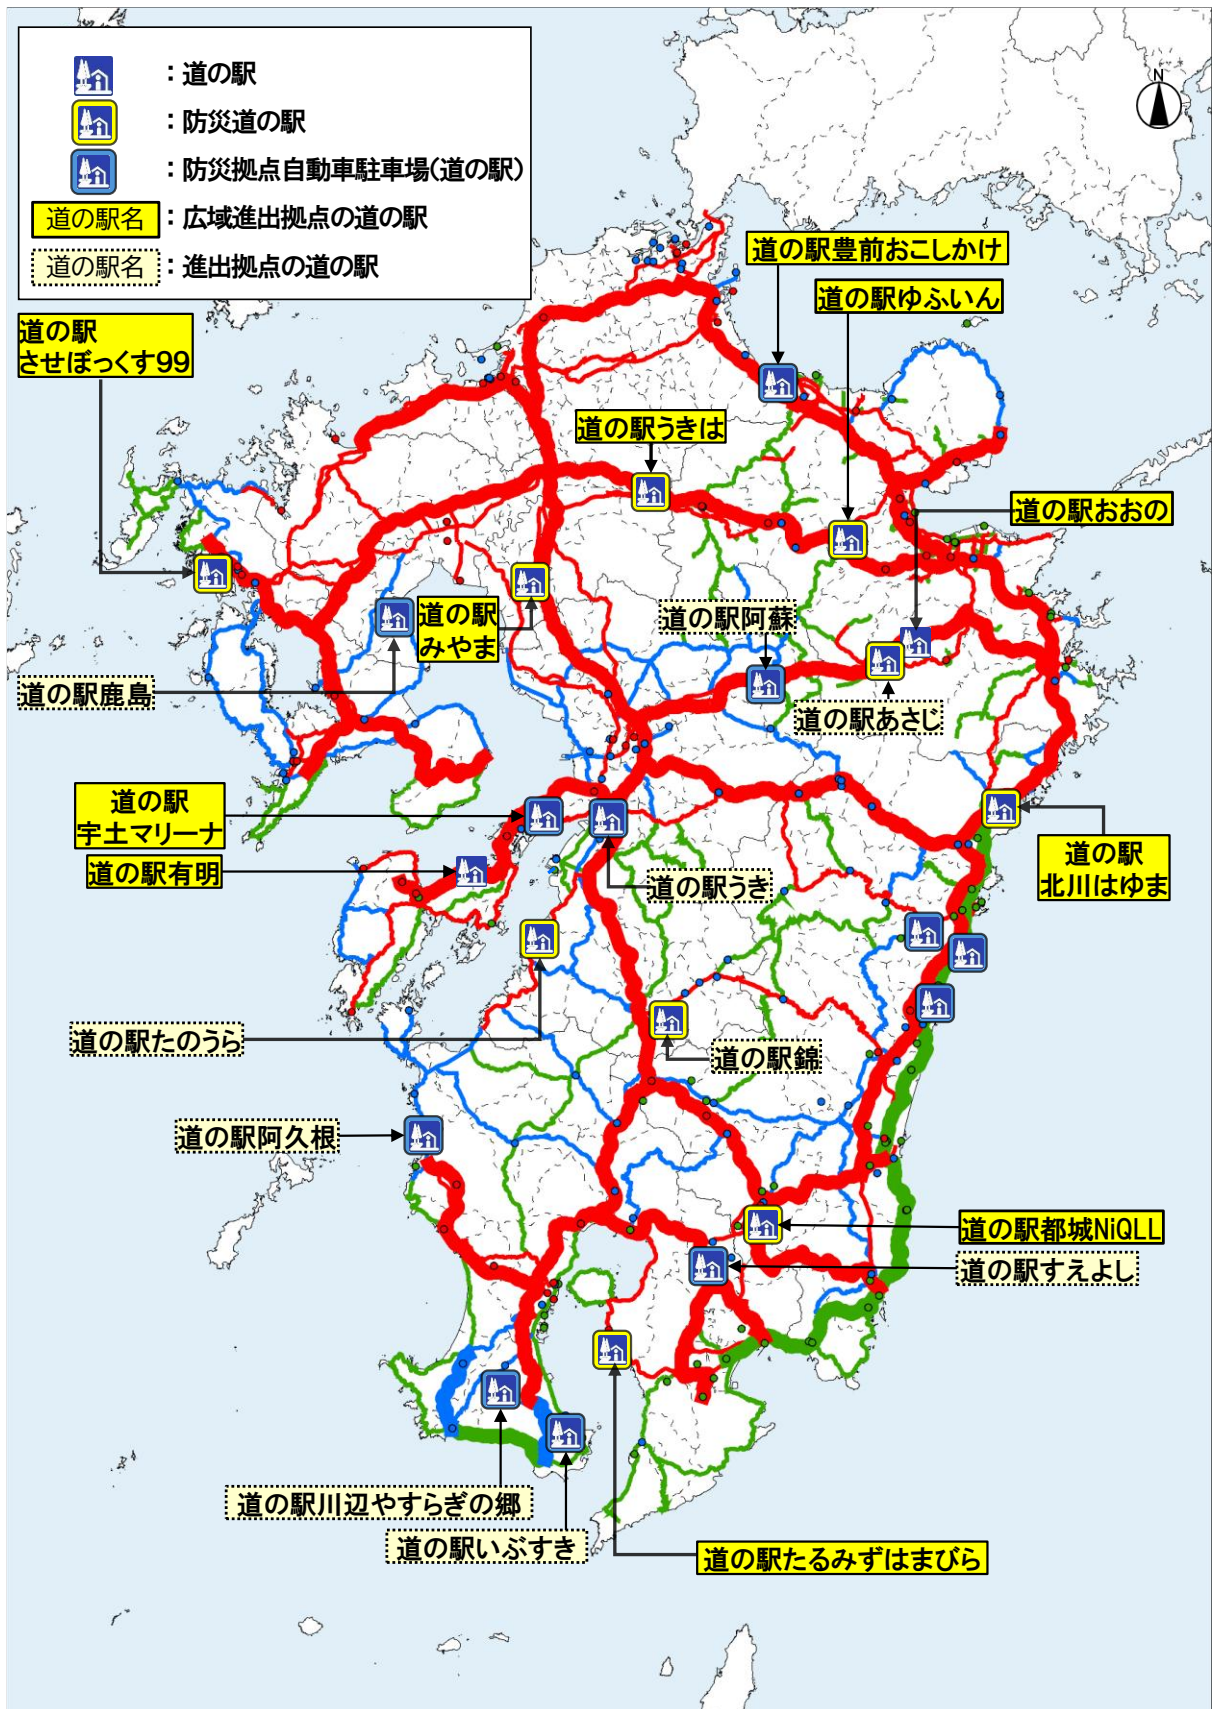 ：道の駅
：防災道の駅
：防災拠点自動車駐車場(道の駅)
道の駅名：広域進出拠点の道の駅
道の駅名：進出拠点の道の駅
N
道の駅豊前おこしかけ
道の駅ゆふいん
道の駅
させぼっくす99
道の駅うきは
道の駅おおの
道の駅
みやま
道の駅阿蘇
道の駅鹿島
道の駅あさじ
道の駅
宇土マリーナ
道の駅有明
道の駅うき
道の駅
北川はゆま
道の駅たのうら
道の駅錦
道の駅阿久根
道の駅都城NiQLL
道の駅すえよし
道の駅川辺やすらぎの郷
道の駅いぶすき
道の駅たるみずはまびら